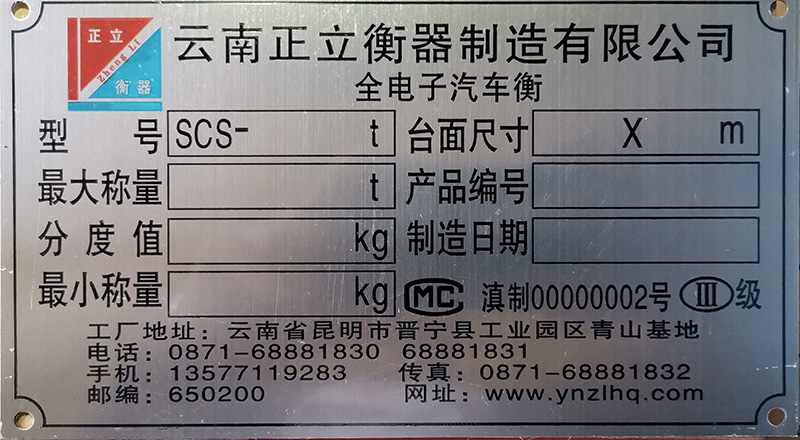 正立
Zheng Li
衡器
云南正立衡器制造有限公司
全电子汽车衡
型 号 SCS- t 台面尺寸 X m
最大称量 t 产品编号
分度值 kg 制造日期
最小称量 kg MC 滇制00000002号 Ⅲ级
工厂地址：云南省昆明市晋宁县工业园区青山基地
电话：0871-68881830 68881831
手机：13577119283 传真：0871-68881832
邮编：650200 网址：www.ynzlhq.com